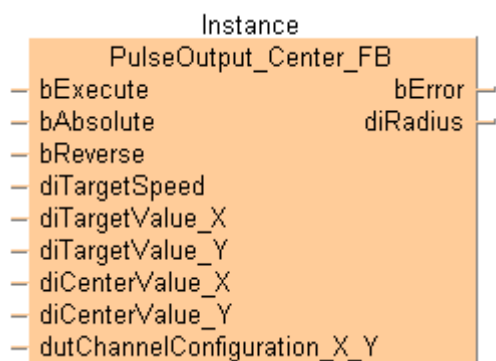 Instance
PulseOutput_Center_FB
bExecute bError
bAbsolute diRadius
bReverse
diTargetSpeed
diTargetValue_X
diTargetValue_Y
diCenterValue_X
diCenterValue_Y
dutChannelConfiguration_X_Y